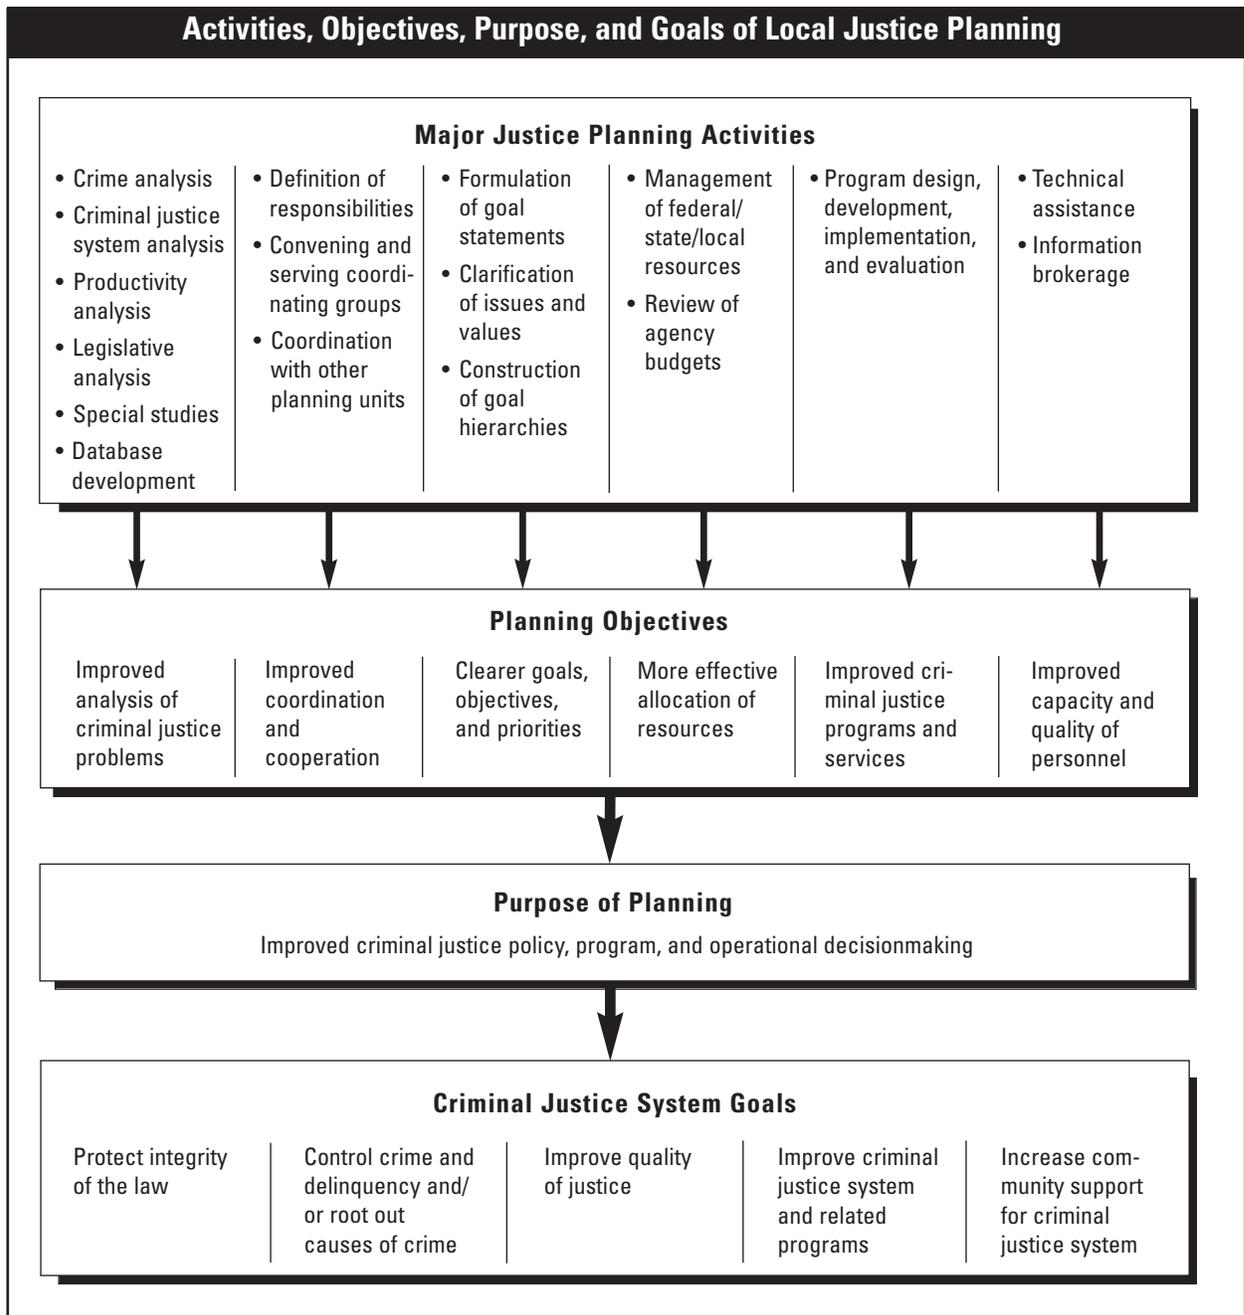 Activities, Objectives, Purpose, and Goals of Local Justice Planning
Major Justice Planning Activities
• Crime analysis
• Criminal justice
system analysis
• Productivity
analysis
• Legislative
analysis
• Special studies
• Database
development
• Definition of
responsibilities
• Convening and
serving coordi-
nating groups
• Coordination
with other
planning units
• Formulation
of goal
statements
• Clarification
of issues and
values
• Construction
of goal
hierarchies
• Management
of federal/
state/local
resources
• Review of
agency
budgets
• Program design,
development,
implementation,
and evaluation
• Technical
assistance
• Information
brokerage
Planning Objectives
Improved
analysis of
criminal justice
problems
Improved
coordination
and
cooperation
Clearer goals,
objectives,
and priorities
More effective
allocation of
resources
Improved cri-
minal justice
programs and
services
Improved
capacity and
quality of
personnel
Purpose of Planning
Improved criminal justice policy, program, and operational decisionmaking
Criminal Justice System Goals
Protect integrity
of the law
Control crime and
delinquency and/
or root out
causes of crime
Improve quality
of justice
Improve criminal
justice system
and related
programs
Increase com-
munity support
for criminal
justice system